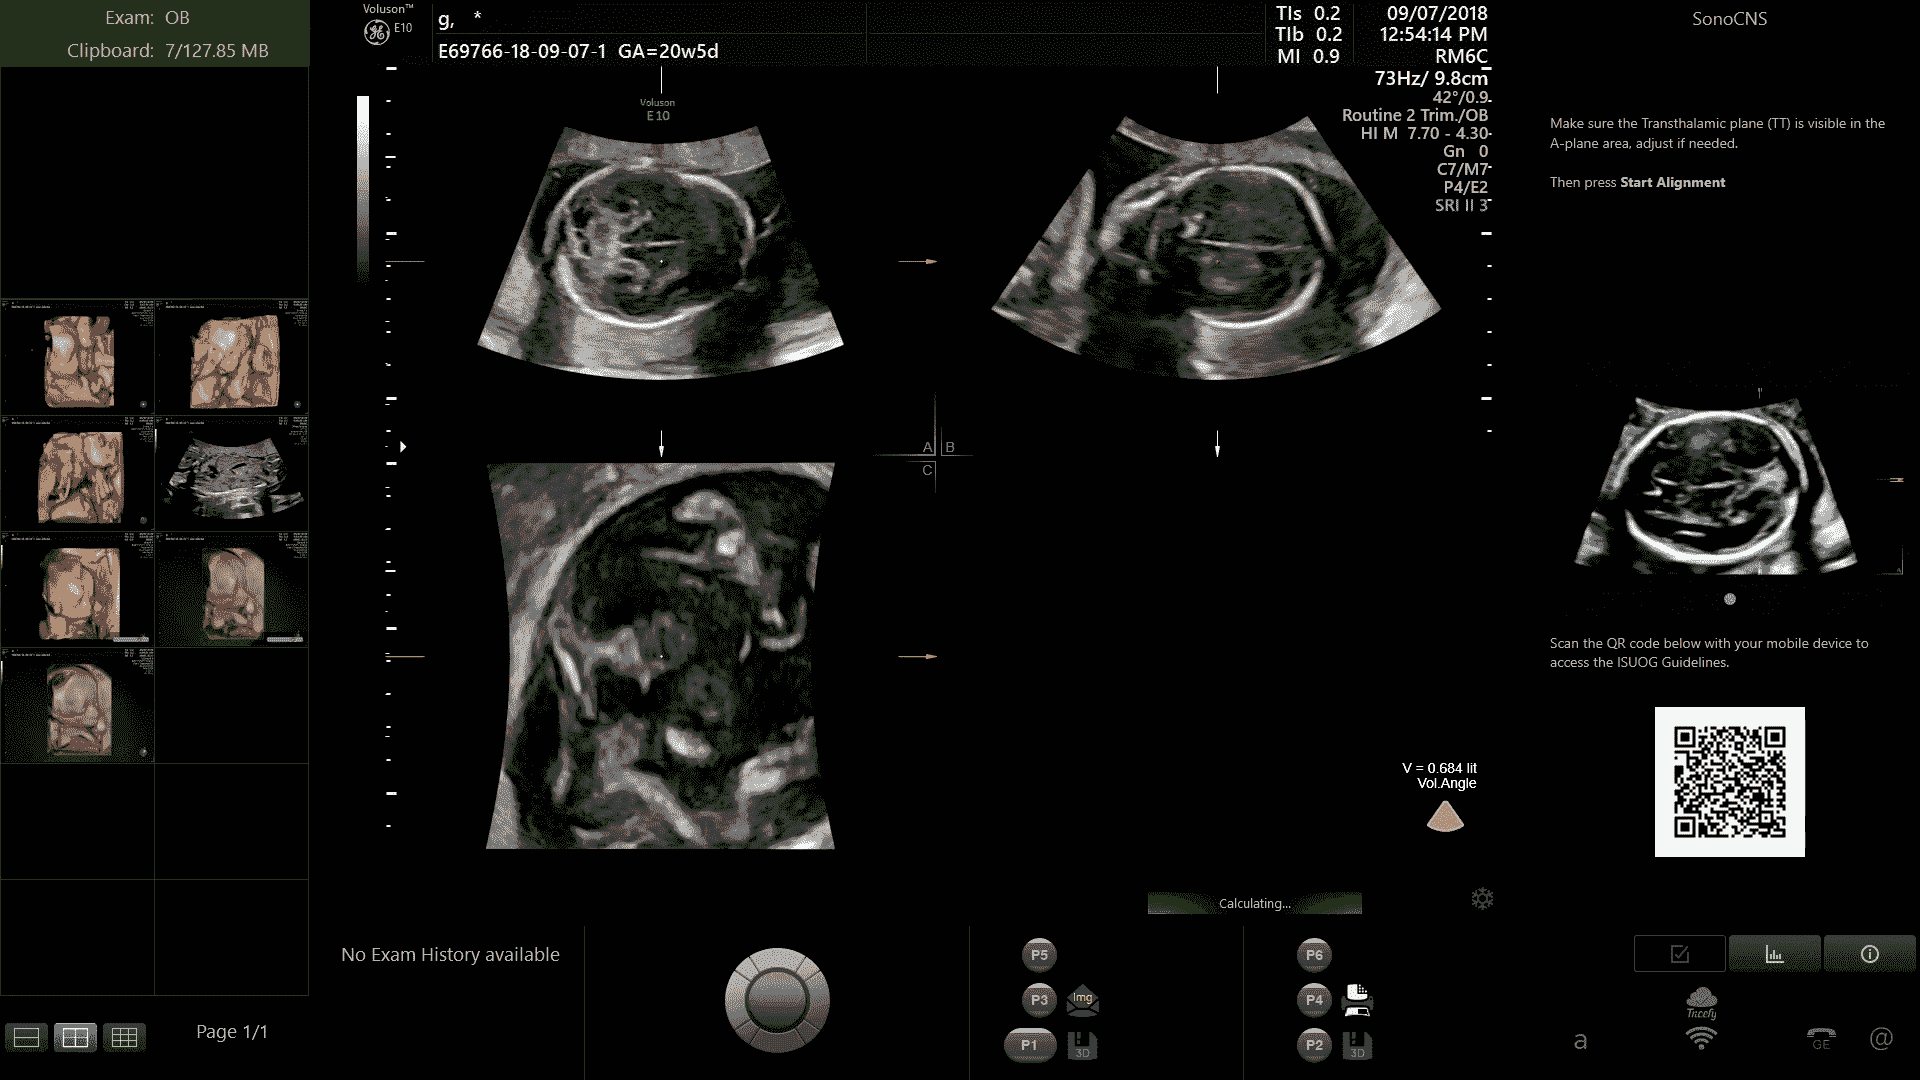 Exam: OB
Clipboard: 7/127.85 MB
Voluson™
E10
g, *
E69766-18-09-07-1 GA=20w5d
TIs 0.2
TIb 0.2
MI 0.9
09/07/2018
12:54:14 PM
RM6C
73Hz/ 9.8cm
42°/0.9
Routine 2 Trim./OB
HI M 7.70 - 4.30
Gn 0
C7/M7
P4/E2
SRI II 3
Voluson
E10
A
B
C
V = 0.684 lit
Vol.Angle
Calculating...
SonoCNS
Make sure the Transthalamic plane (TT) is visible in the
A-plane area, adjust if needed.
Then press Start Alignment
Scan the QR code below with your mobile device to
access the ISUOG Guidelines.
No Exam History available
P5
P3
Img
P1
3D
P6
P4
P2
3D
Page 1/1
Tricefy
a
GE
@